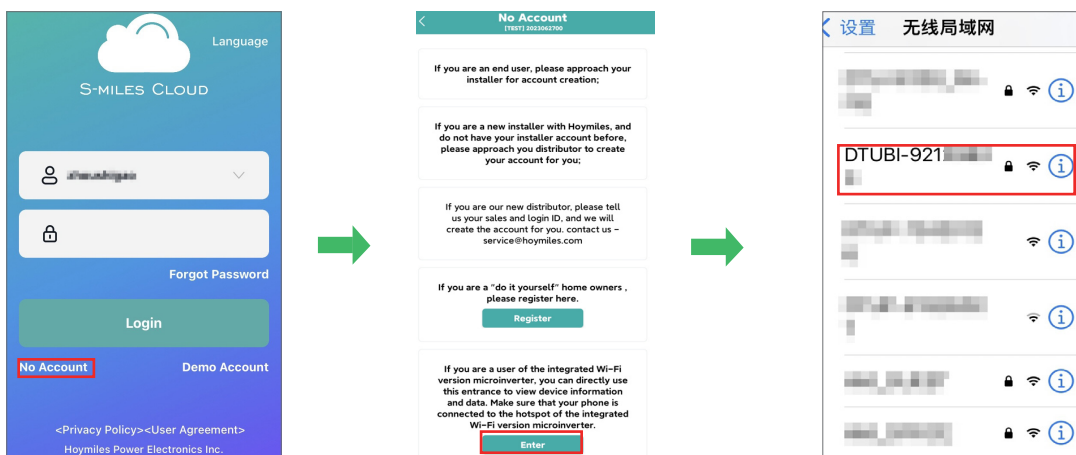 Language
S-MILES CLOUD
Forgot Password
Login
No Account
Demo Account
<Privacy Policy><User Agreement>
Hoymiles Power Electronics Inc.
No Account
[TEST] 2023062700
If you are an end user, please approach your
installer for account creation;
If you are a new installer with Hoymiles, and
do not have your installer account before,
please approach you distributor to create
your account for you;
If you are our new distributor, please tell
us your sales and login ID, and we will
create the account for you. contact us –
service@hoymiles.com
If you are a "do it yourself" home owners ,
please register here.
Register
If you are a user of the integrated Wi-Fi
version microinverter, you can directly use
this entrance to view device information
and data. Make sure that your phone is
connected to the hotspot of the integrated
Wi-Fi version microinverter.
Enter
设置 无线局域网
DTUBI-921